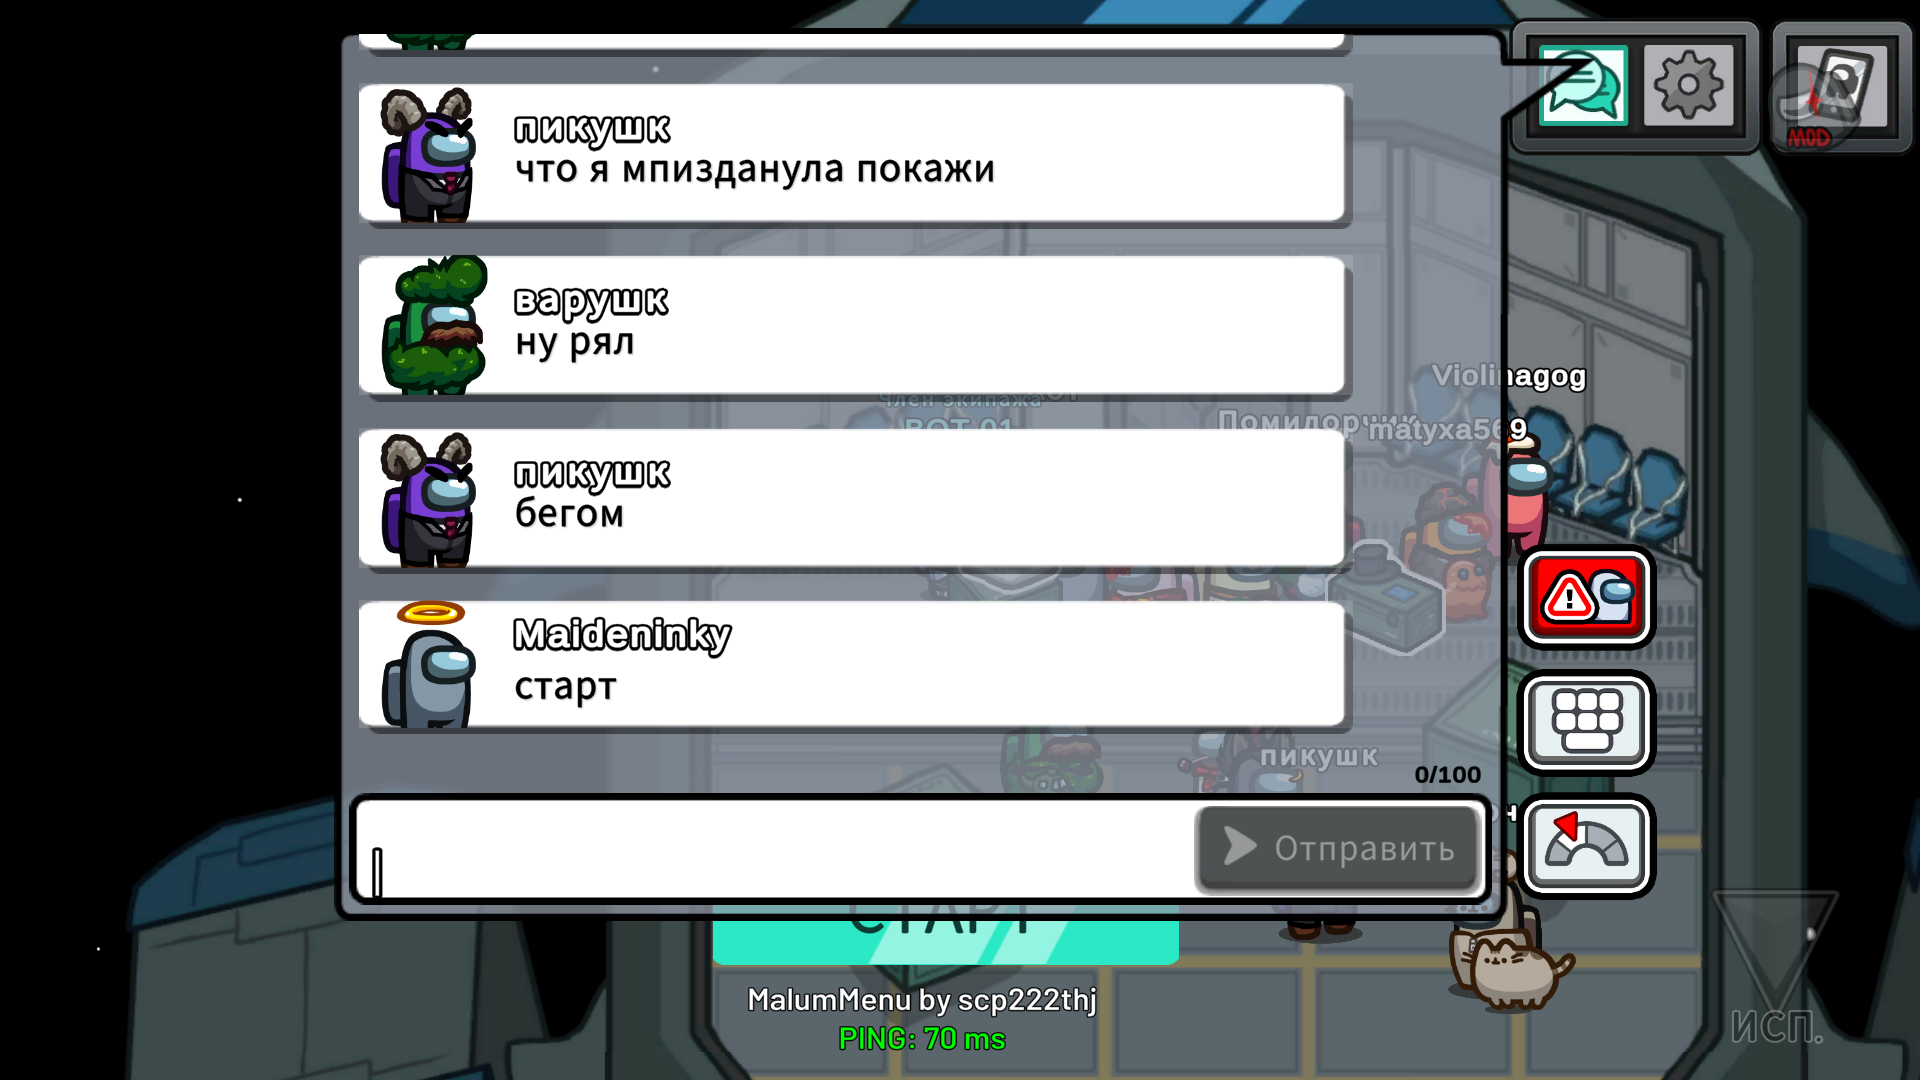 пикушк
что я мпизданула покажи
варушк
ну рял
пикушк
бегом
Maideninky
старт
0/100
Отправить
MOD
Violinagog
Член экипажа
BOT 01
Помидорчик
matyxa569
пикушк
СТАРТ
MalumMenu by scp222thj
PING: 70 ms
ИСП.